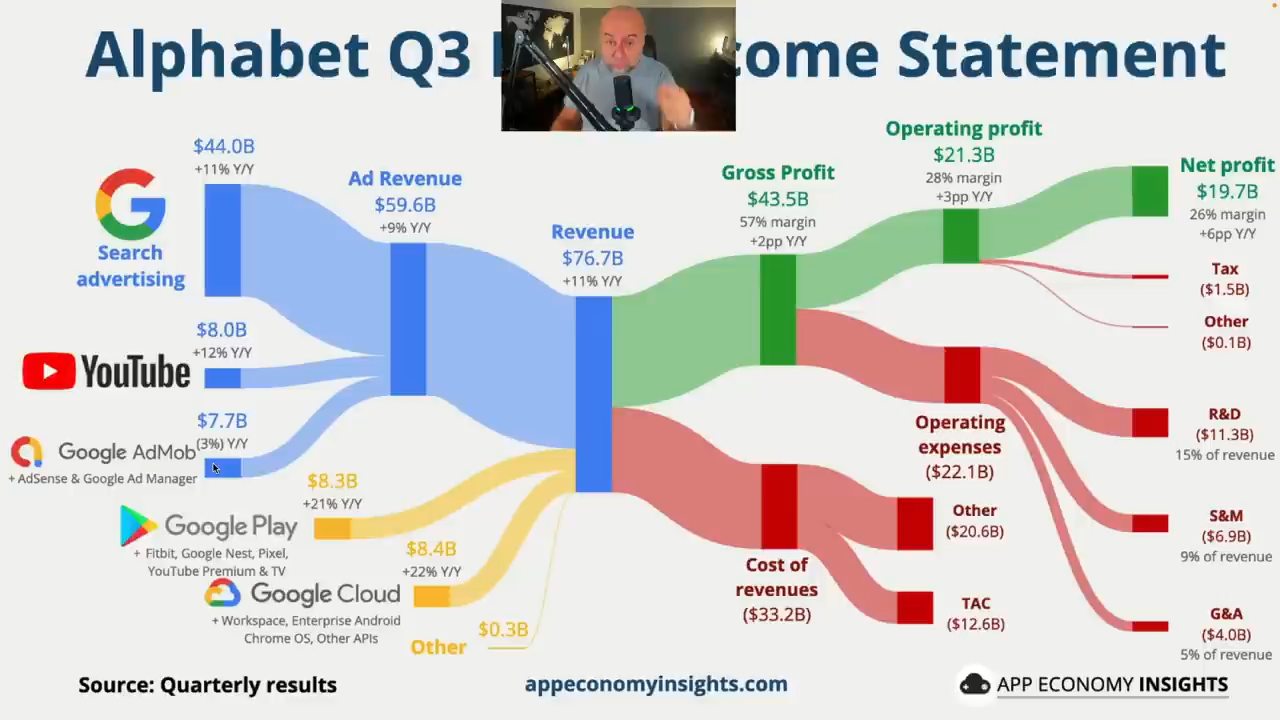 Alphabet Q3
come Statement
$44.0B
+11% Y/Y
Search
advertising
Ad Revenue
$59.6B
+9% Y/Y
$8.0B
+12% Y/Y
YouTube
$7.7B
(3%) Y/Y
Google AdMob
+ AdSense & Google Ad Manager
$8.3B
+21% Y/Y
Google Play
+ Fitbit, Google Nest, Pixel,
YouTube Premium & TV
$8.4B
+22% Y/Y
Google Cloud
+ Workspace, Enterprise Android
Chrome OS, Other APIs
Other
$0.3B
Revenue
$76.7B
+11% Y/Y
Gross Profit
$43.5B
57% margin
+2pp Y/Y
Operating profit
$21.3B
28% margin
+3pp Y/Y
Net profit
$19.7B
26% margin
+6pp Y/Y
Tax
($1.5B)
Other
($0.1B)
Operating
expenses
($22.1B)
R&D
($11.3B)
15% of revenue
S&M
($6.9B)
9% of revenue
G&A
($4.0B)
5% of revenue
Cost of
revenues
($33.2B)
Other
($20.6B)
TAC
($12.6B)
Source: Quarterly results
appeconomyinsights.com
APP ECONOMY INSIGHTS